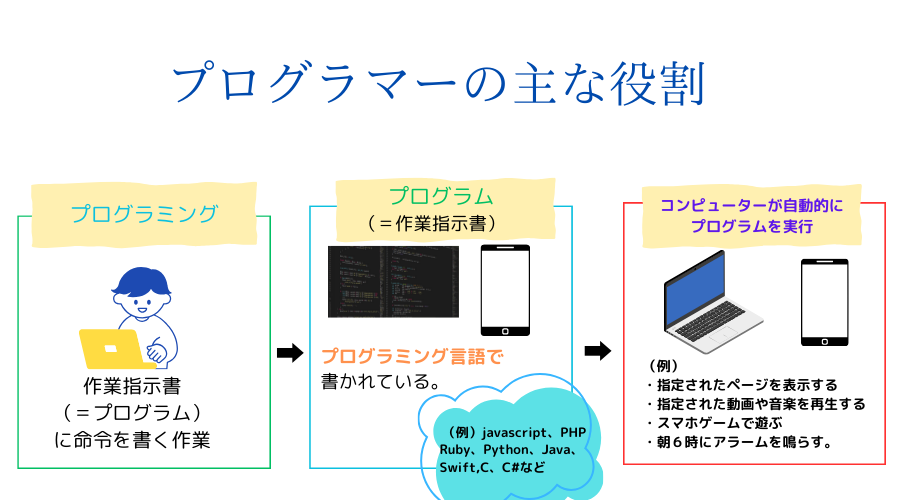 プログラマーの主な役割
プログラミング
作業指示書
（＝プログラム）
に命令を書く作業
プログラム
（＝作業指示書）
プログラミング言語で
書かれている。
（例）javascript、PHP
Ruby、Python、Java、
Swift,C、C#など
コンピューターが自動的に
プログラムを実行
（例）
・指定されたページを表示する
・指定された動画や音楽を再生する
・スマホゲームで遊ぶ
・朝６時にアラームを鳴らす。